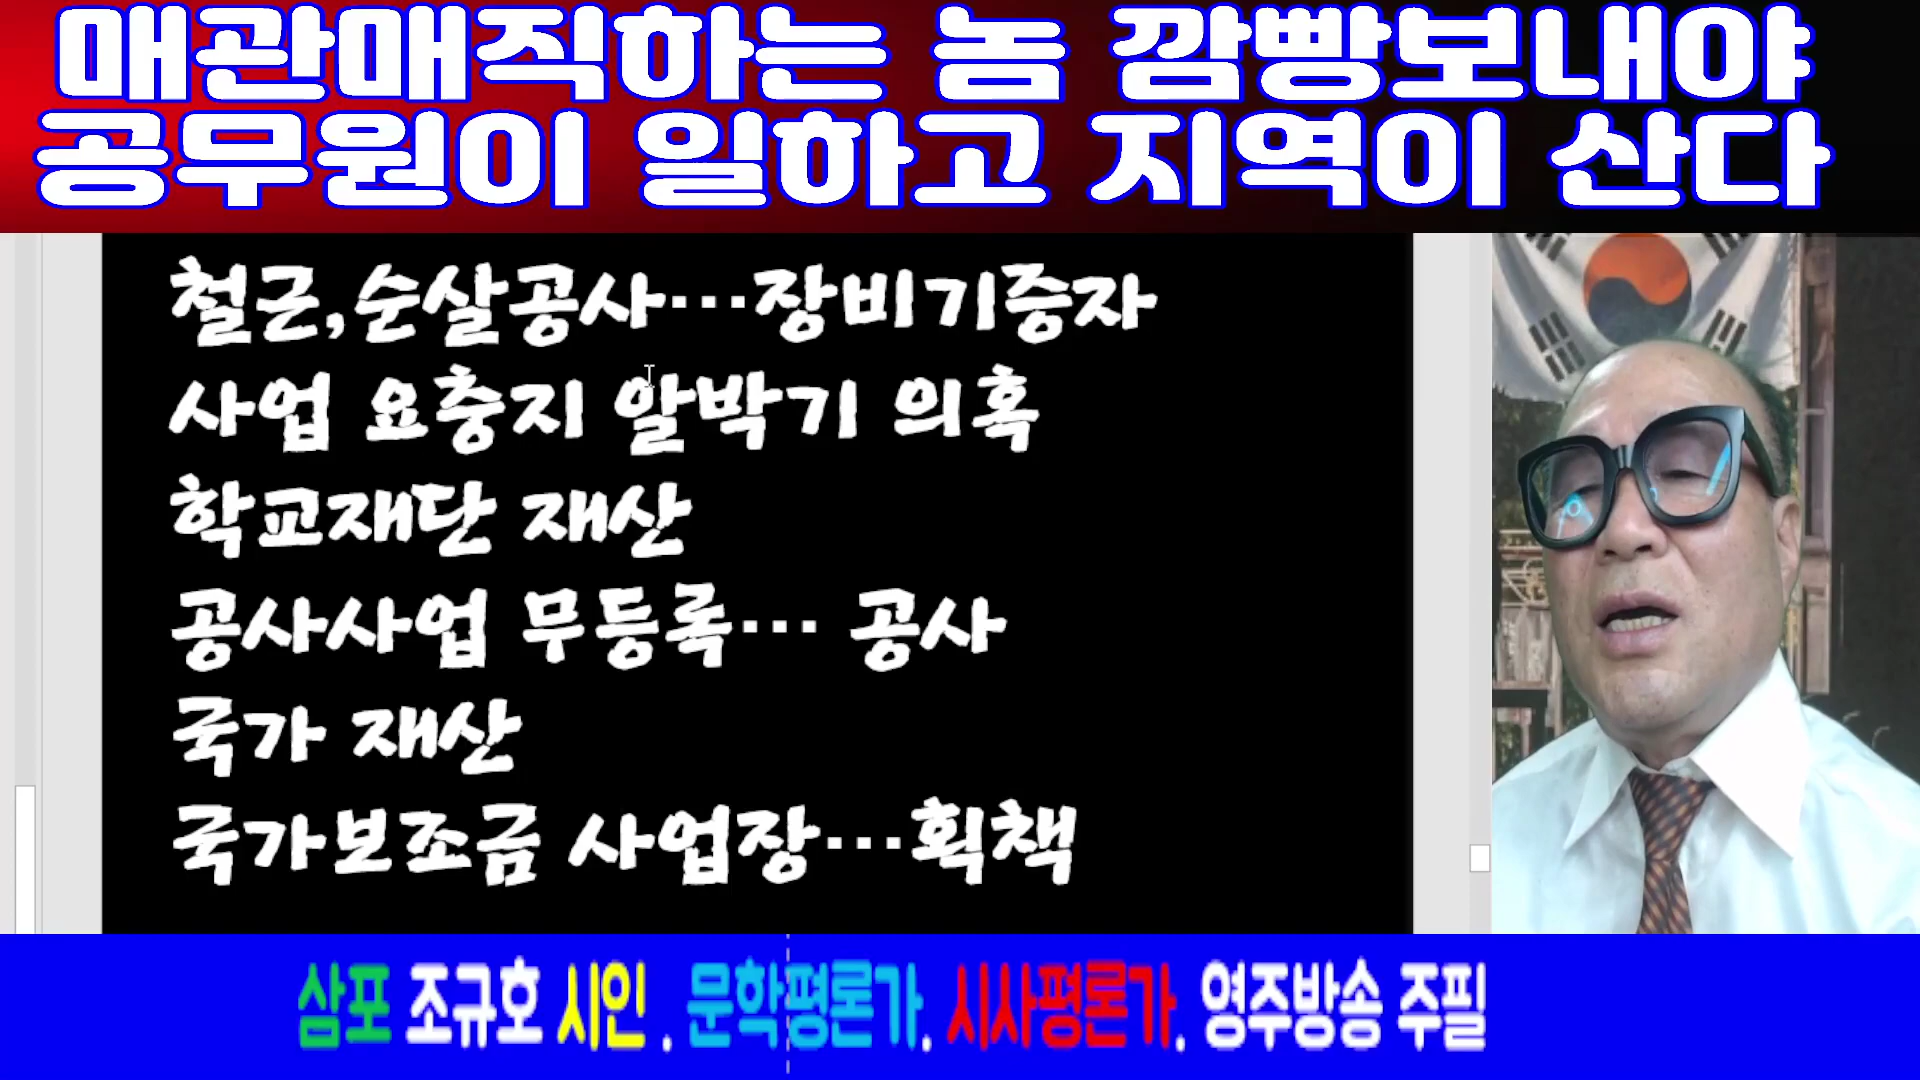 매관매직하는 놈 깜빵보내야
공무원이 일하고 지역이 산다
철근,순살공사…장비기증자
사업 요충지 알박기 의혹
학교재단 재산
공사사업 무등록… 공사
국가 재산
국가보조금 사업장…획책
삼포 조규호 시인 . 문학평론가. 시사평론가. 영주방송 주필